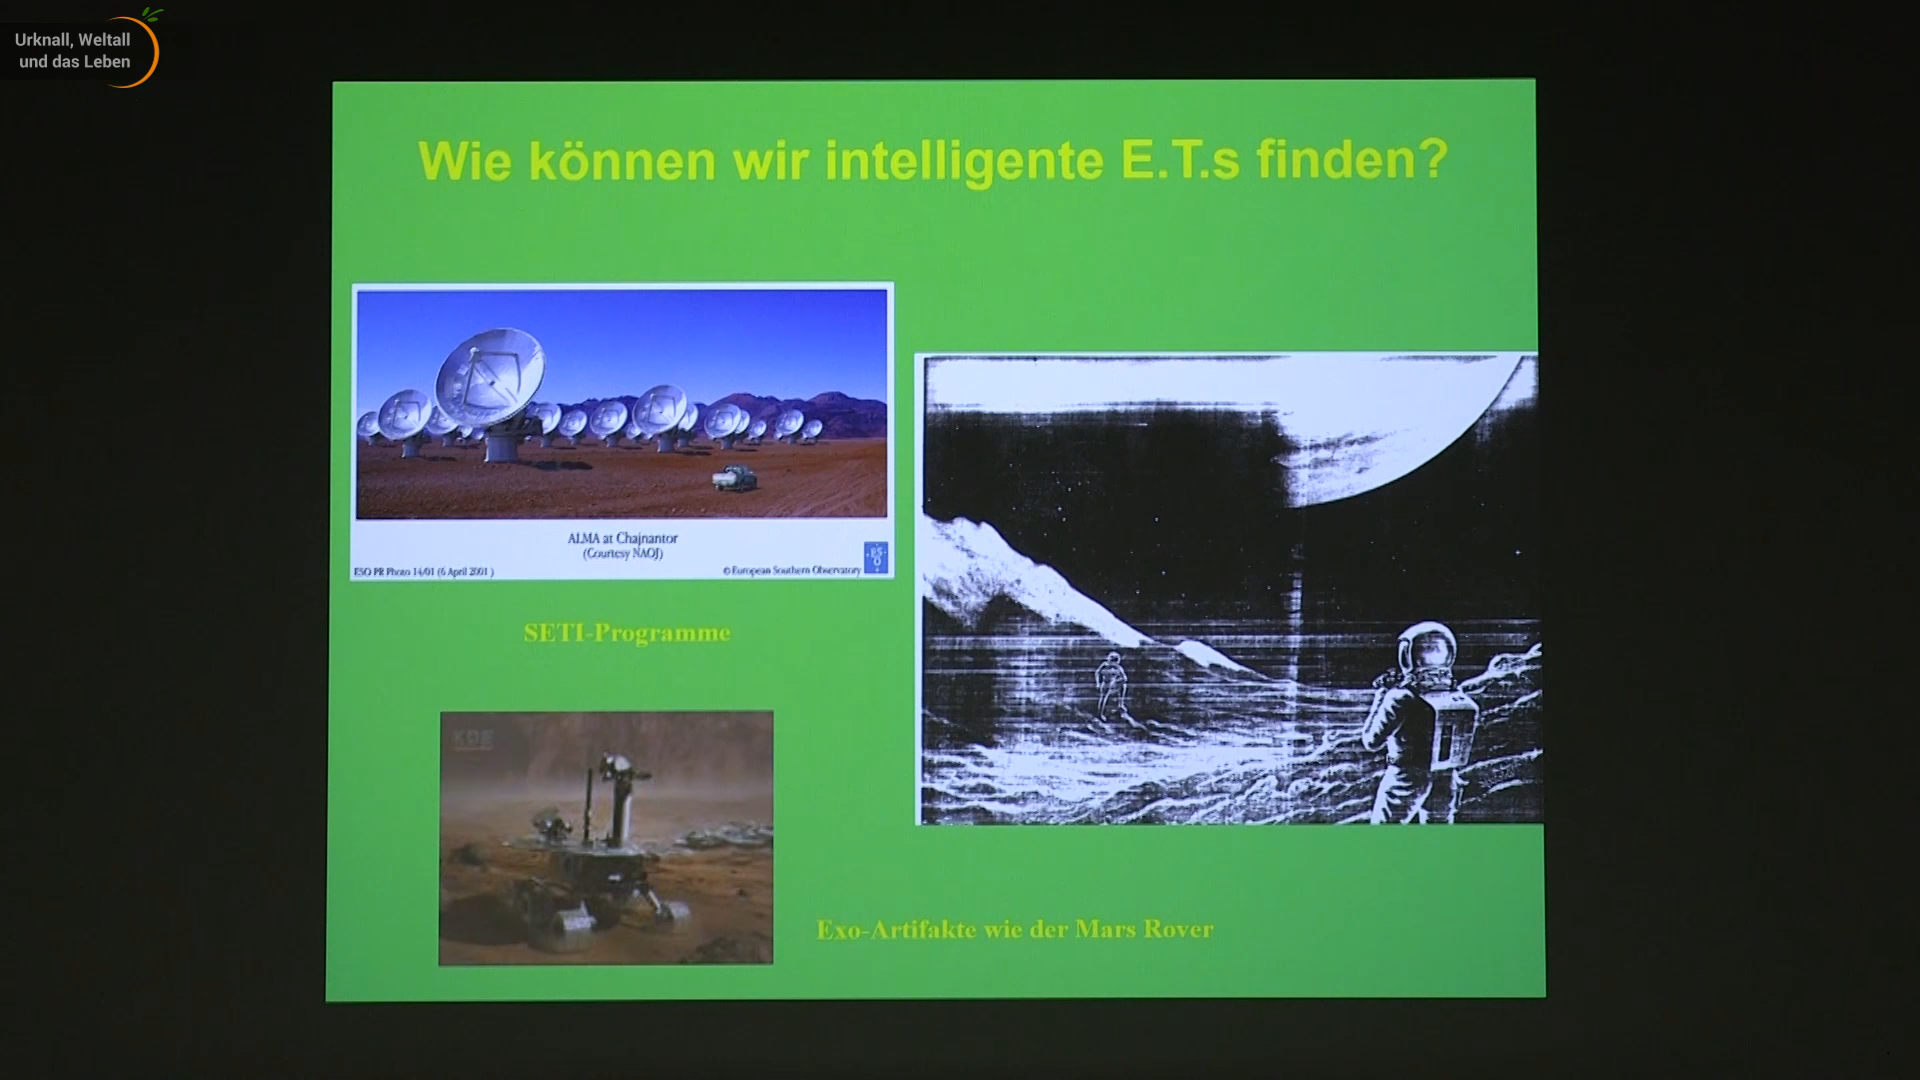 Urknall, Weltall
und das Leben
Wie können wir intelligente E.T.s finden?
ALMA at Chajnantor
(Courtesy NAOJ)
ESO PR Photo 14/01 (6 April 2001)
© European Southern Observatory
ES
O
SETI-Programme
Exo-Artifakte wie der Mars Rover